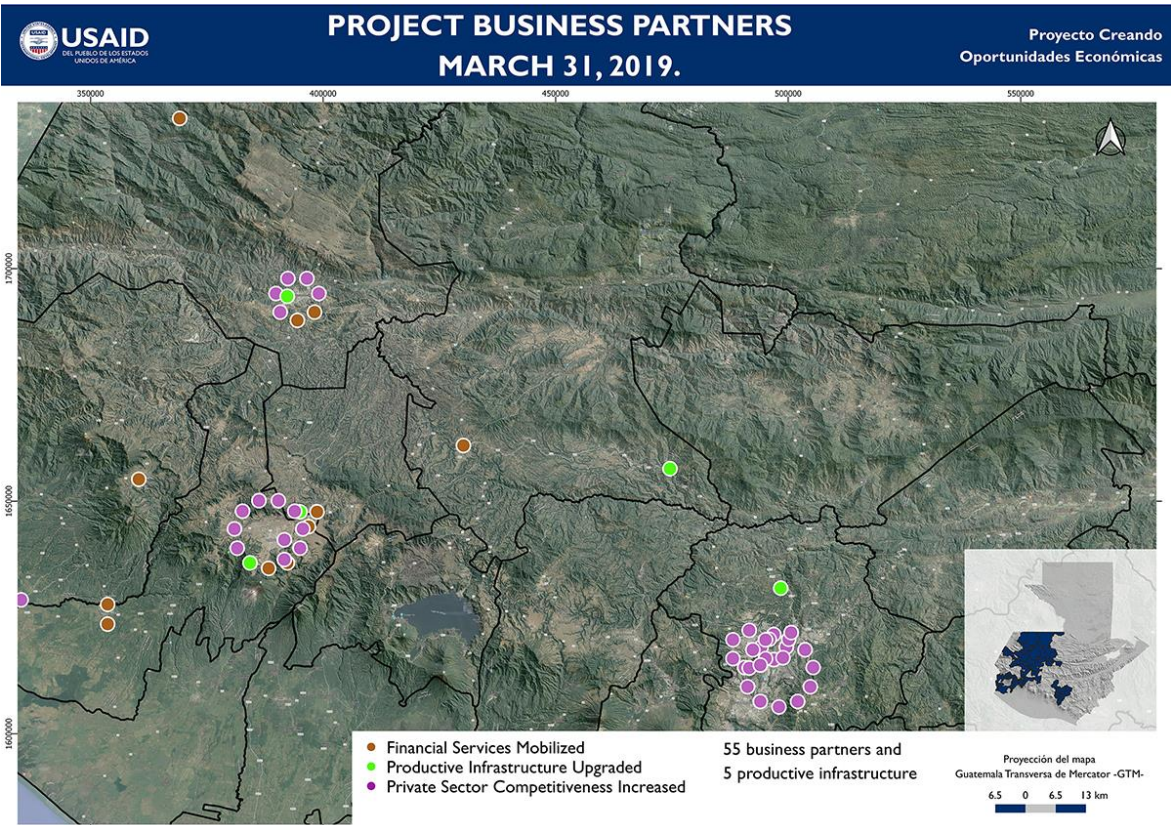 USAID
USAID
DEL PUEBLO DE LOS ESTADOS
UNIDOS DE AMÉRICA
PROJECT BUSINESS PARTNERS
MARCH 31, 2019.
Proyecto Creando
Oportunidades Económicas
350000
400000
450000
500000
550000
1700000
1650000
1600000
Financial Services Mobilized
Productive Infrastructure Upgraded
Private Sector Competitiveness Increased
55 business partners and
5 productive infrastructure
Proyección del mapa
Guatemala Transversa de Mercator -GTM-
6.5 0 6.5 13 km